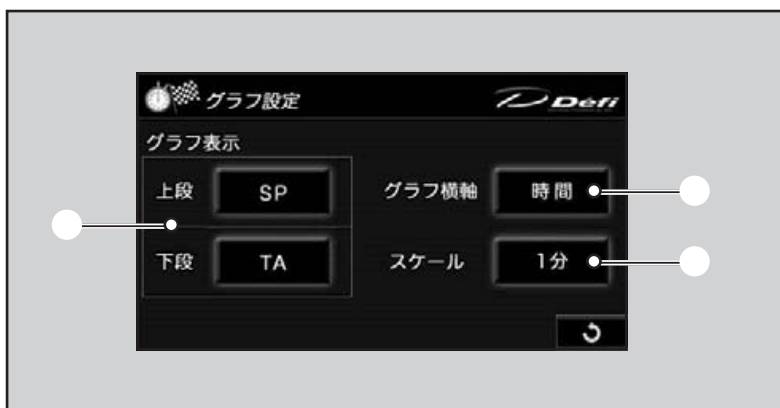 グラフ設定
Defi
グラフ表示
上段
SP
グラフ横軸
時間
下段
TA
スケール
1分